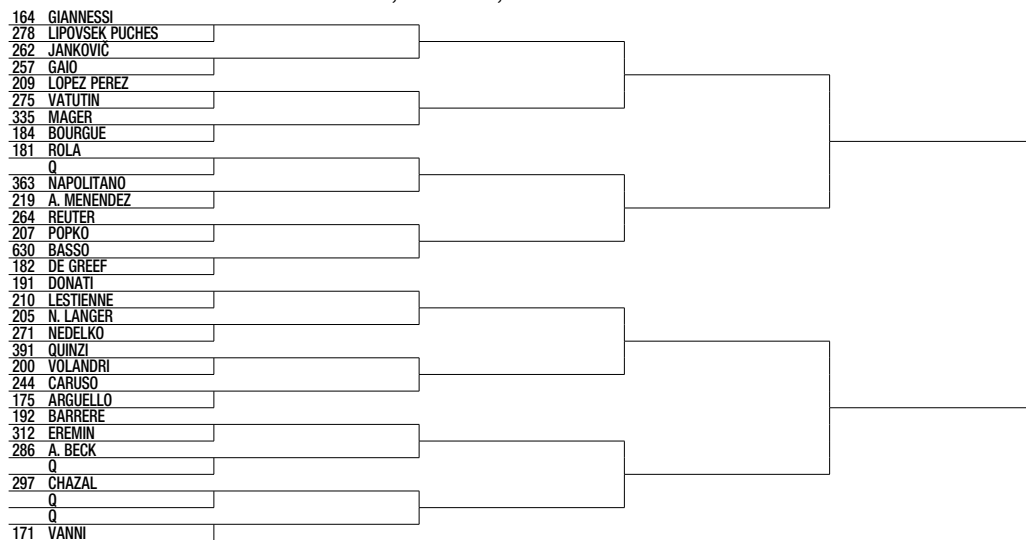 164 GIANNESSI
278 LIPOVSEK PUCHES
262 JANKOVIČ
257 GAIO
209 LOPEZ PEREZ
275 VATUTIN
335 MAGER
184 BOURGUE
181 ROLA
Q
363 NAPOLITANO
219 A. MENENDEZ
264 REUTER
207 POPKO
630 BASSO
182 DE GREEF
191 DONATI
210 LESTIENNE
205 N. LANGER
271 NEDELKO
391 QUINZI
200 VOLANDRI
244 CARUSO
175 ARGUELLO
192 BARRERE
312 EREMIN
286 A. BECK
Q
297 CHAZAL
Q
Q
171 VANNI